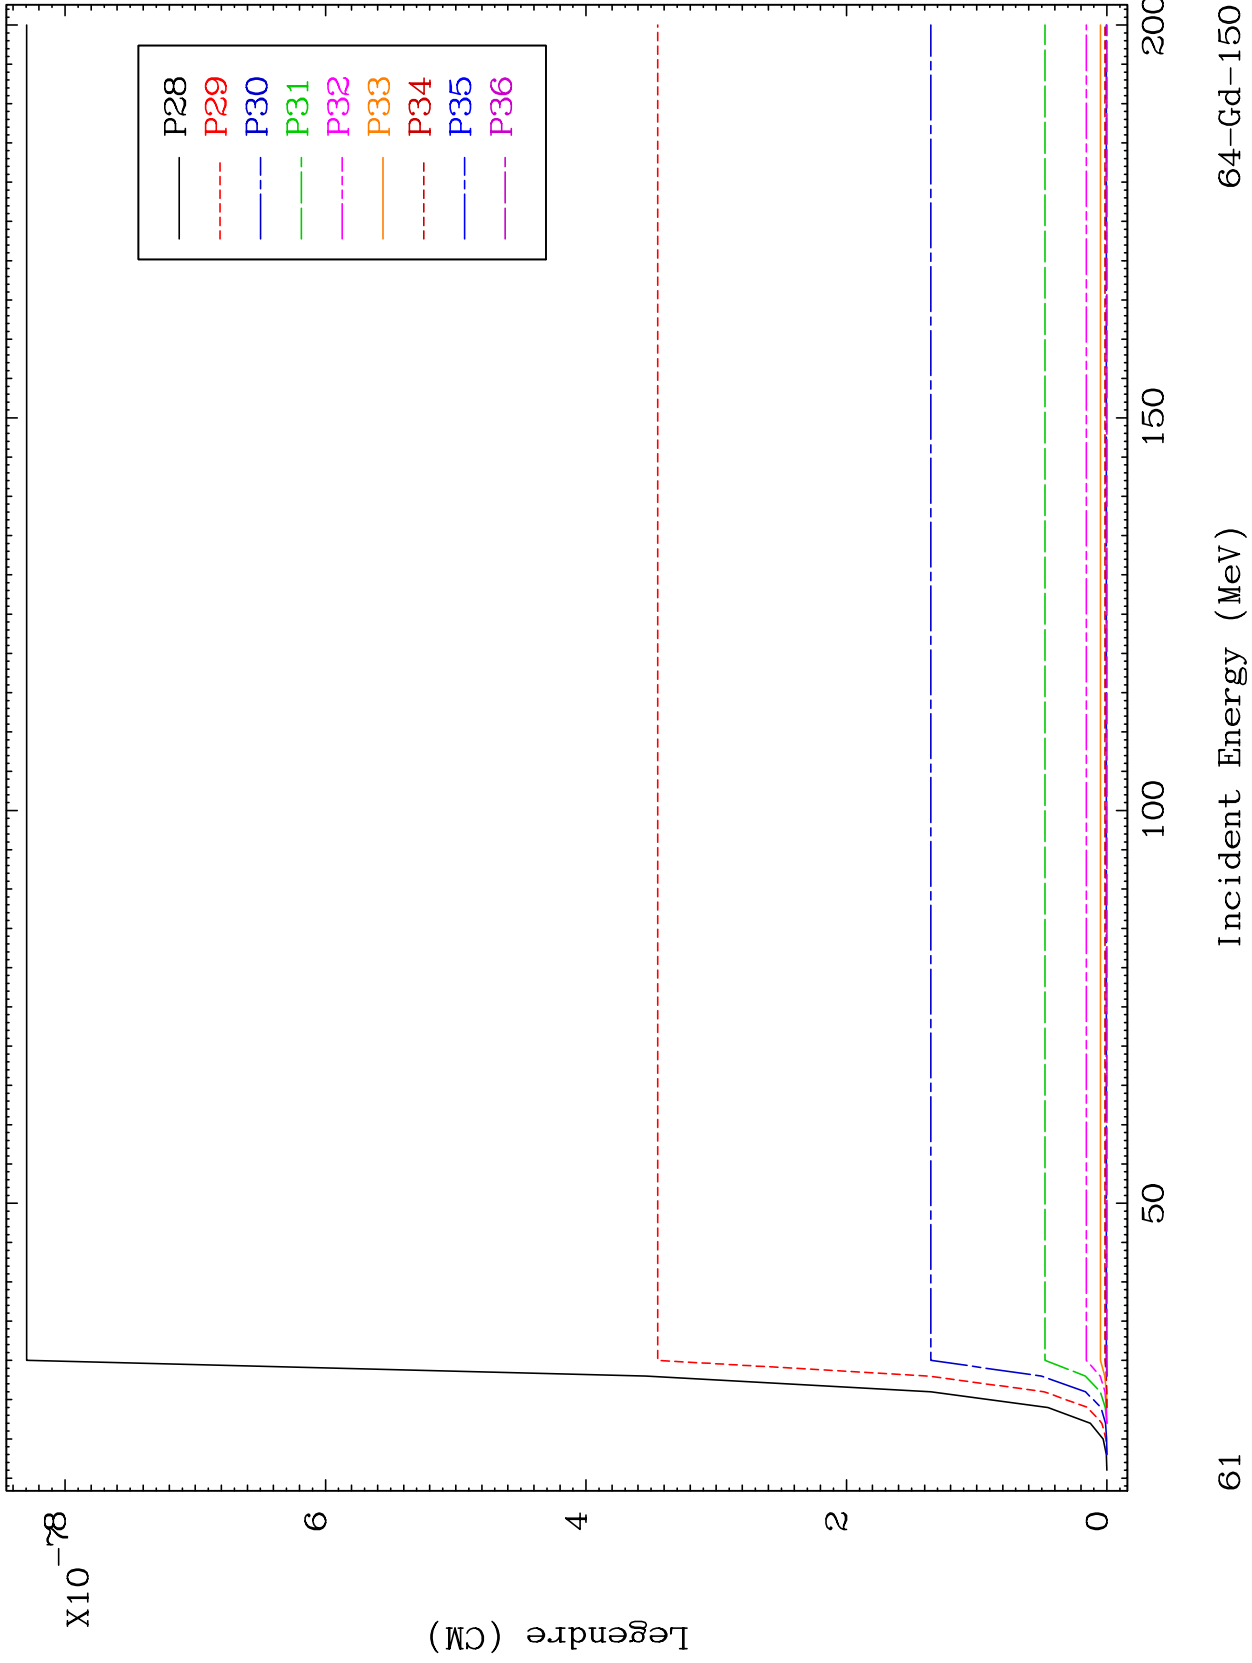 X10⁻⁷
8
6
4
2
0
Legendre (CM)
P28
P29
P30
P31
P32
P33
P34
P35
P36
50 100 150 200
Incident Energy (MeV)
61
64-Gd-150